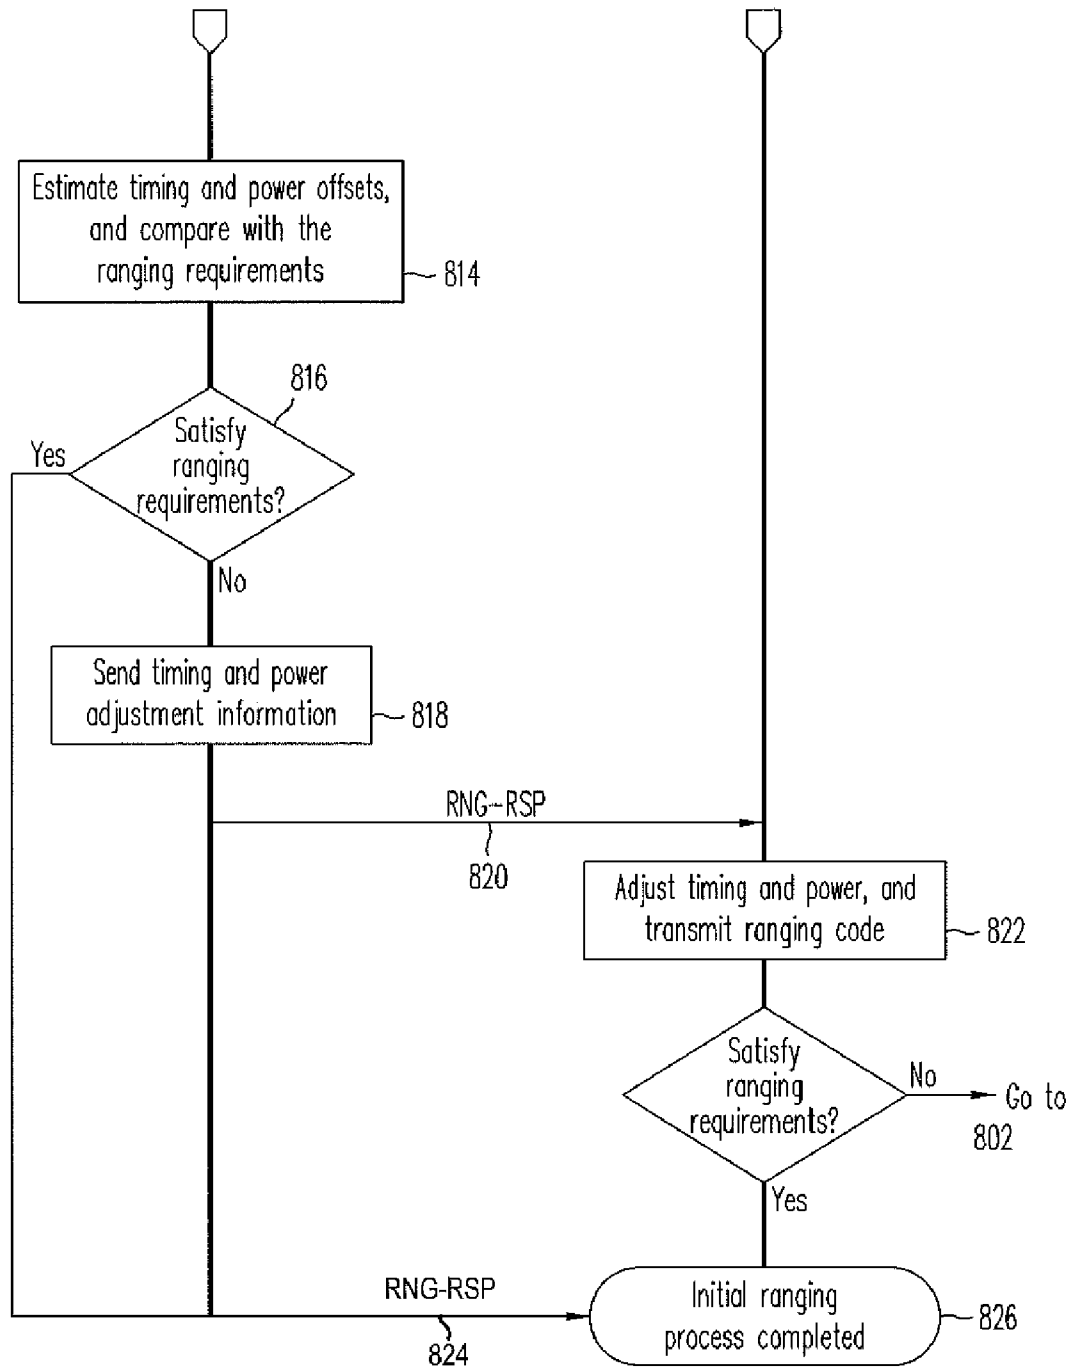 Estimate timing and power offsets,
and compare with the
ranging requirements
814
816
Satisfy
ranging
requirements?
Yes
No
Send timing and power
adjustment information
818
RNG-RSP
820
Adjust timing and power, and
transmit ranging code
822
Satisfy
ranging
requirements?
No
Go to
802
Yes
RNG-RSP
824
Initial ranging
process completed
826